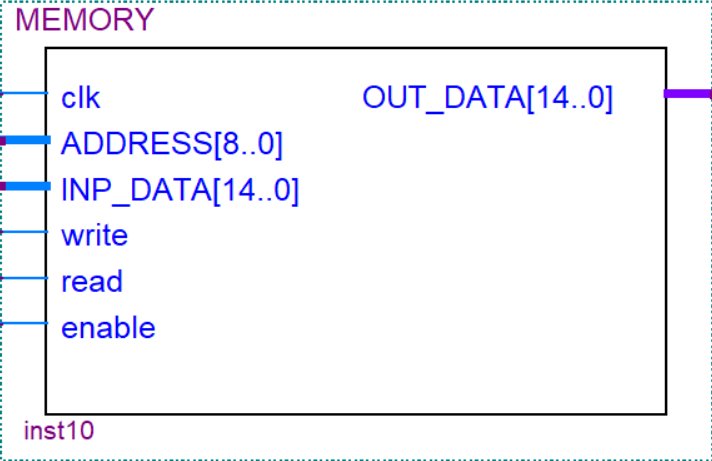 MEMORY
clk OUT_DATA[14..0]
ADDRESS[8..0]
INP_DATA[14..0]
write
read
enable
inst10